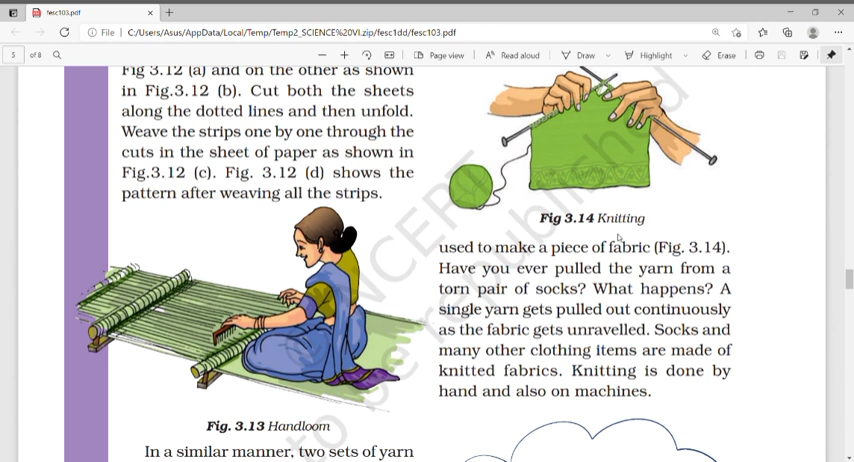 fesc103.pdf
File
C:/Users/Asus/AppData/Local/Temp/Temp2_SCIENCE%20VI.zip/fesc1dd/fesc103.pdf
5
of 8
Page view
Read aloud
Draw
Highlight
Erase
Fig 3.12 (a) and on the other as shown
in Fig.3.12 (b). Cut both the sheets
along the dotted lines and then unfold.
Weave the strips one by one through the
cuts in the sheet of paper as shown in
Fig.3.12 (c). Fig. 3.12 (d) shows the
pattern after weaving all the strips.
Fig. 3.13 Handloom
In a similar manner, two sets of yarn
Fig 3.14 Knitting
used to make a piece of fabric (Fig. 3.14).
Have you ever pulled the yarn from a
torn pair of socks? What happens? A
single yarn gets pulled out continuously
as the fabric gets unravelled. Socks and
many other clothing items are made of
knitted fabrics. Knitting is done by
hand and also on machines.
NCERT
to be republished